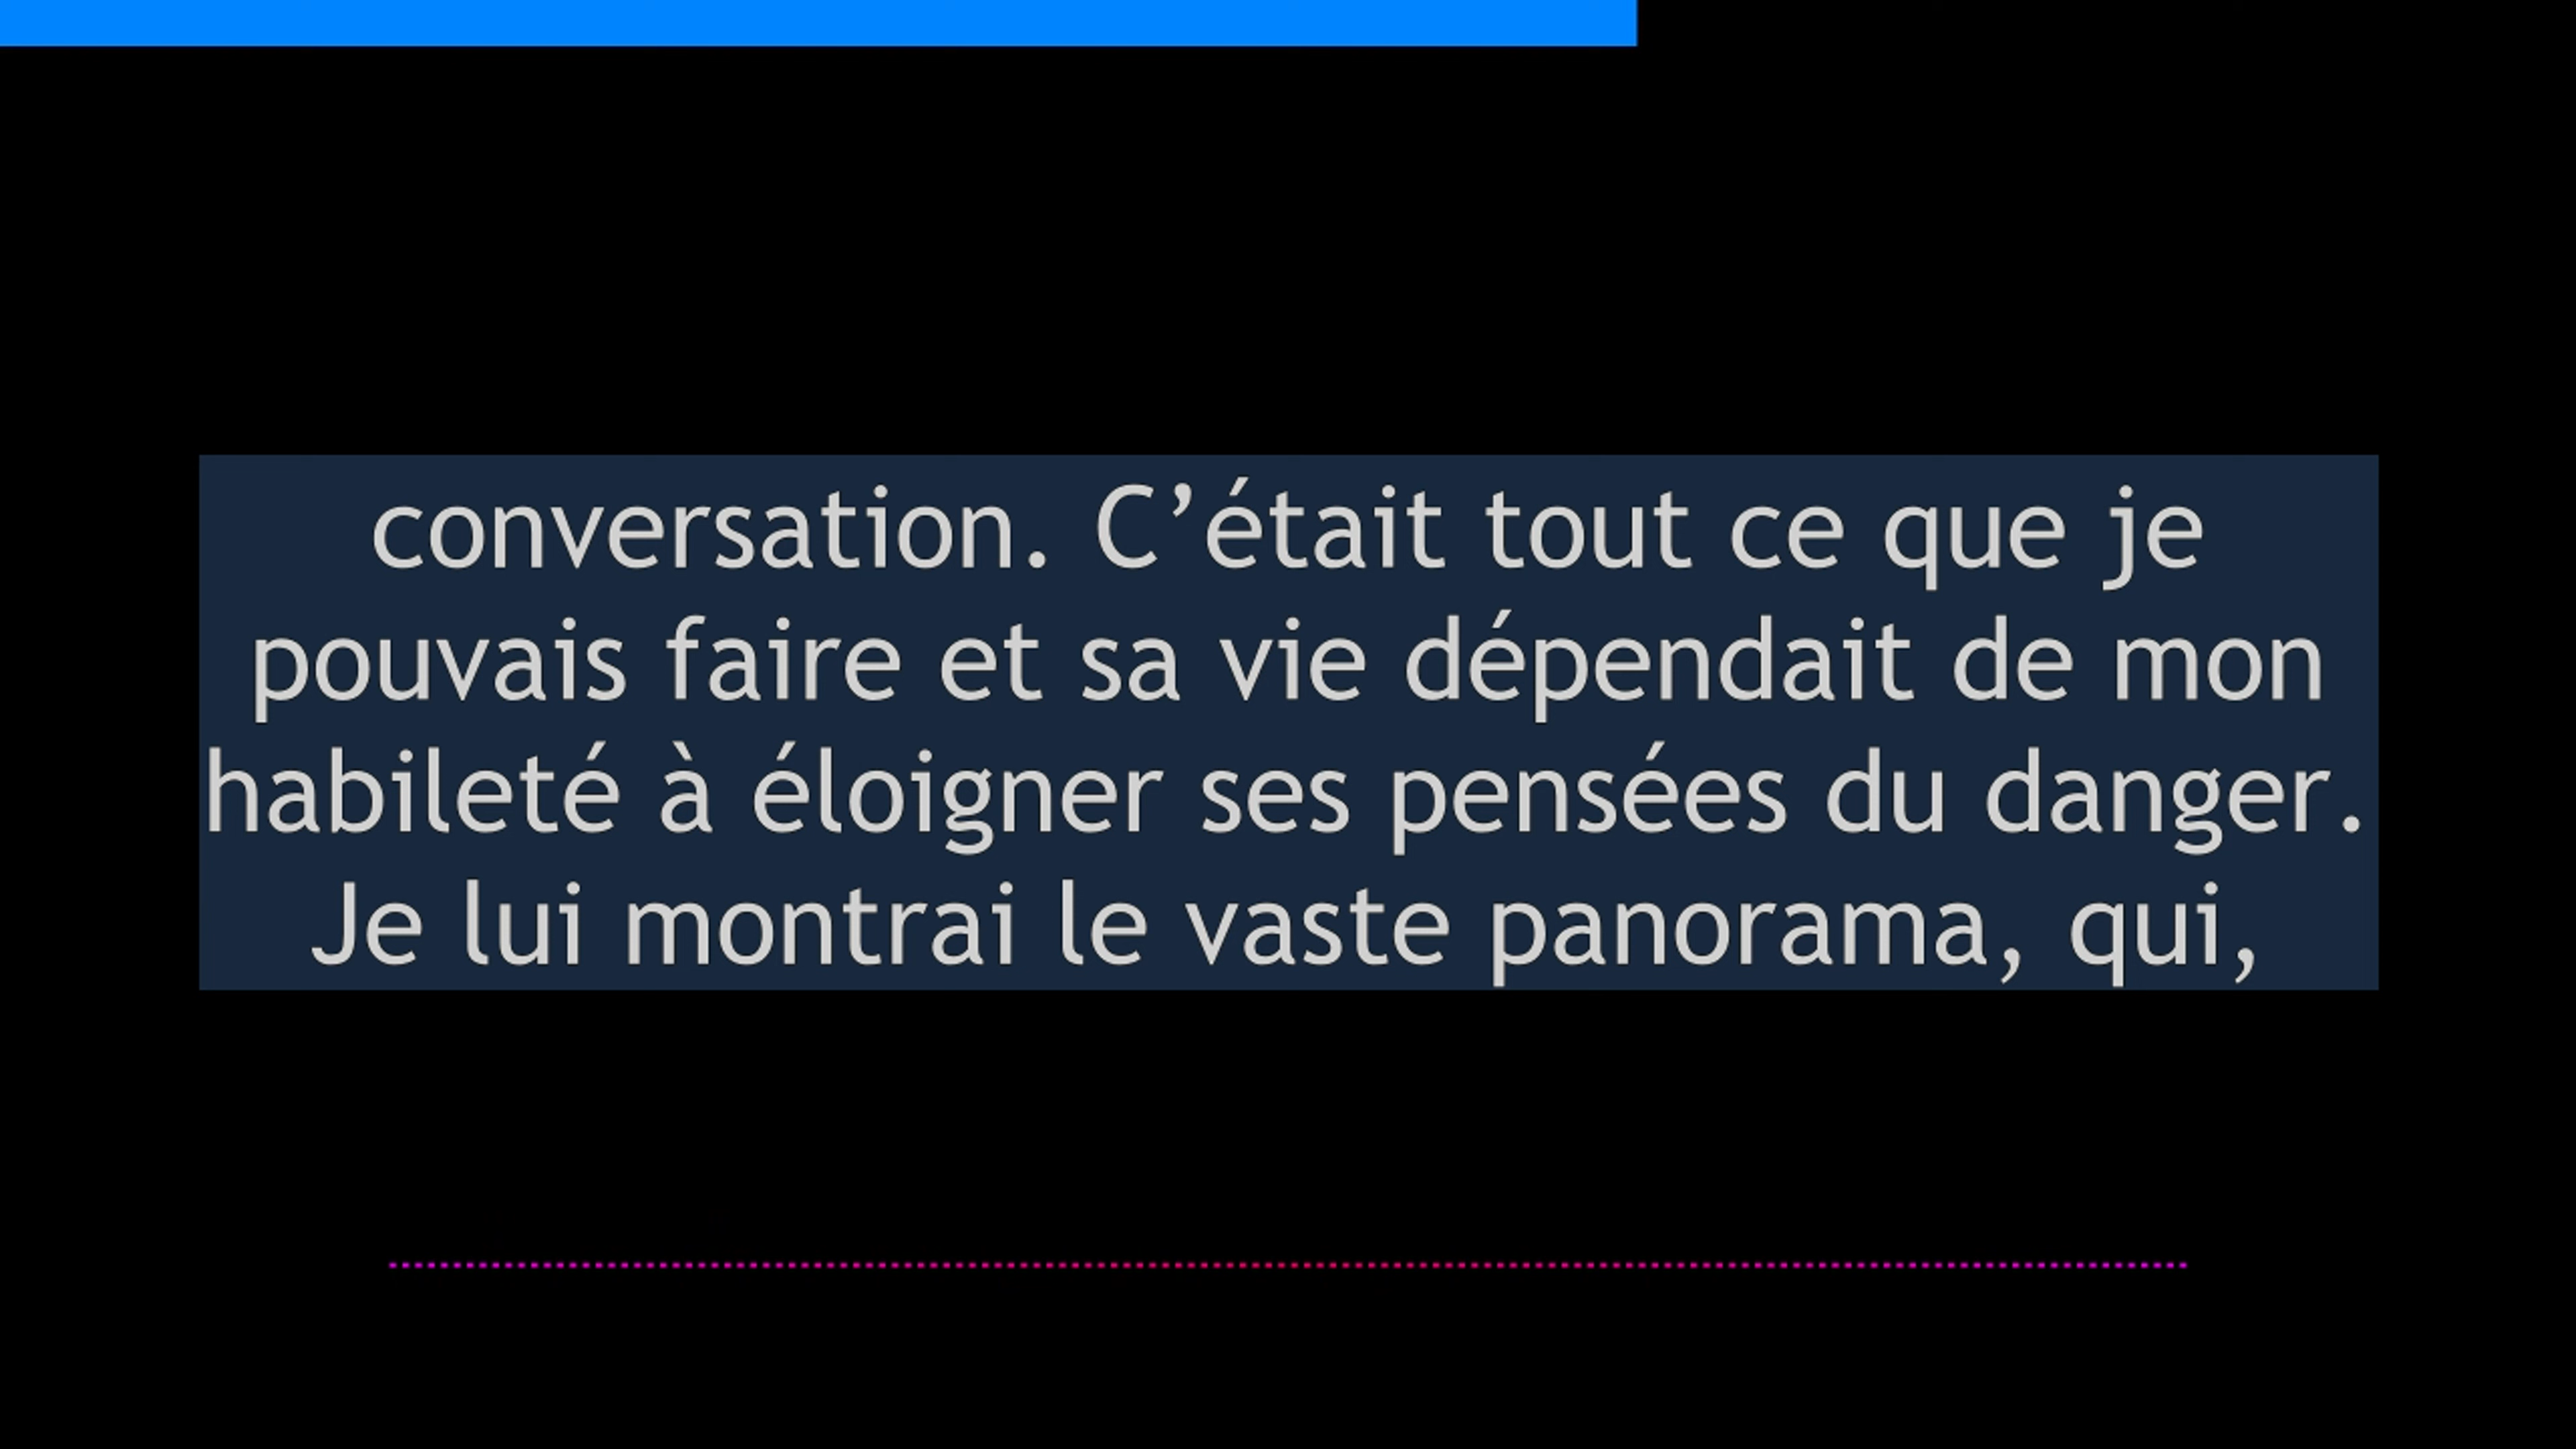 conversation. C’était tout ce que je
pouvais faire et sa vie dépendait de mon
habileté à éloigner ses pensées du danger.
Je lui montrai le vaste panorama, qui,